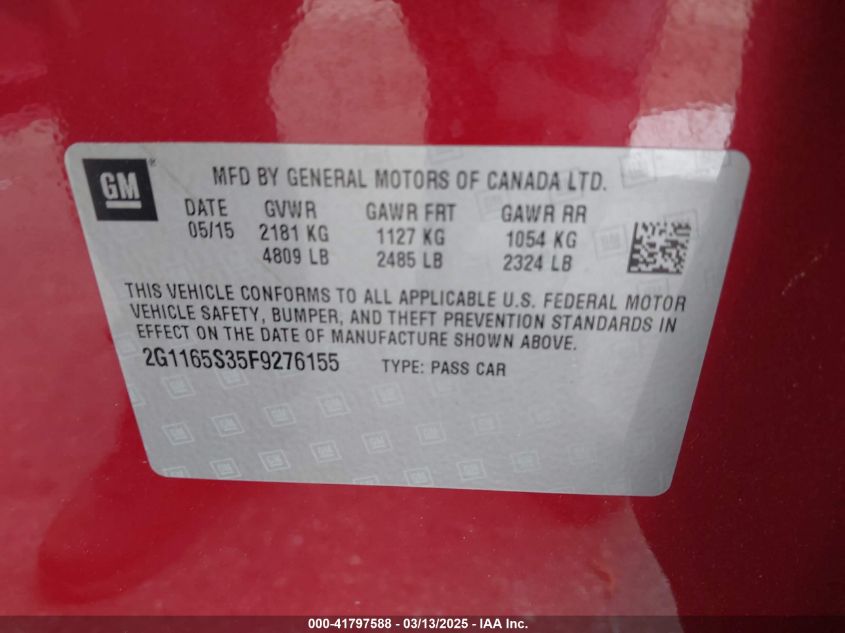 GM ®
MFD BY GENERAL MOTORS OF CANADA LTD.
DATE GVWR GAWR FRT GAWR RR
05/15 2181 KG 1127 KG 1054 KG
4809 LB 2485 LB 2324 LB
THIS VEHICLE CONFORMS TO ALL APPLICABLE U.S. FEDERAL MOTOR
VEHICLE SAFETY, BUMPER, AND THEFT PREVENTION STANDARDS IN
EFFECT ON THE DATE OF MANUFACTURE SHOWN ABOVE.
2G1165S35F9276155 TYPE: PASS CAR
000-41797588 - 03/13/2025 - IAA Inc.